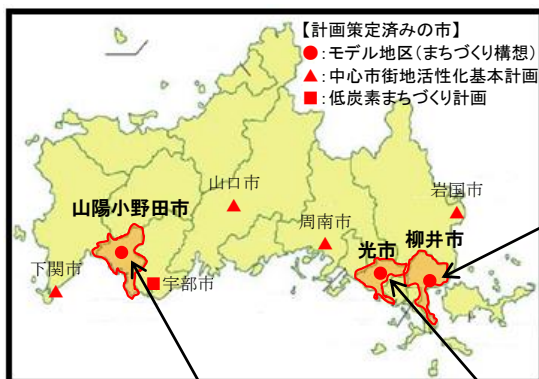 【計画策定済みの市】
●:モデル地区(まちづくり構想)
▲:中心市街地活性化基本計画
■:低炭素まちづくり計画
山口市
岩国市
山陽小野田市
周南市
柳井市
光市
下関市
宇部市